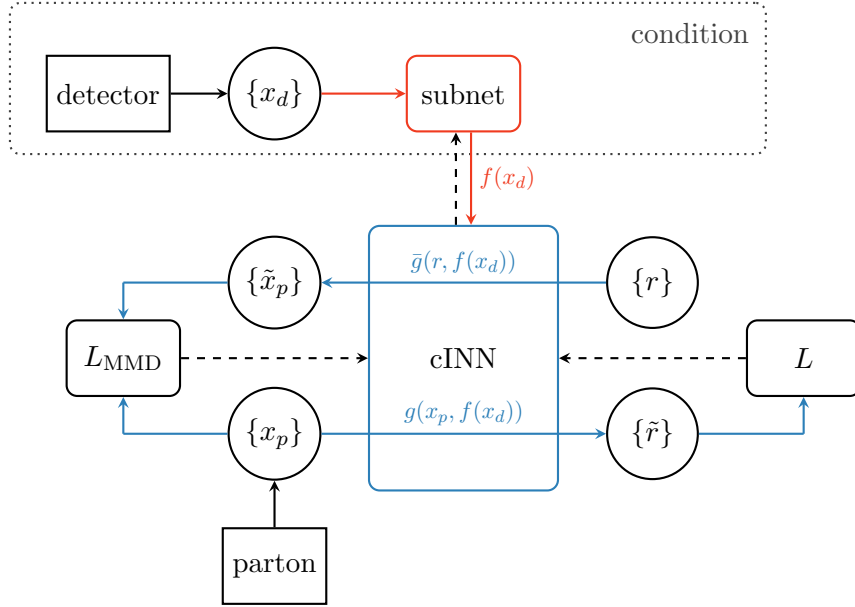 condition
detector
{x_d}
subnet
f(x_d)
ḡ(r, f(x_d))
{x̃_p}
{r}
L_MMD
cINN
L
g(x_p, f(x_d))
{x_p}
{r̃}
parton